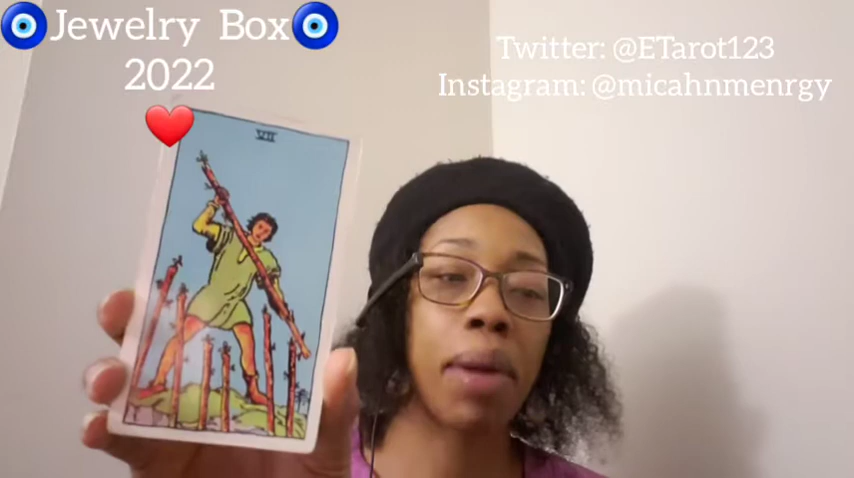 Jewelry Box
2022
Twitter: @ETarot123
Instagram: @micahnmenrgy
VII